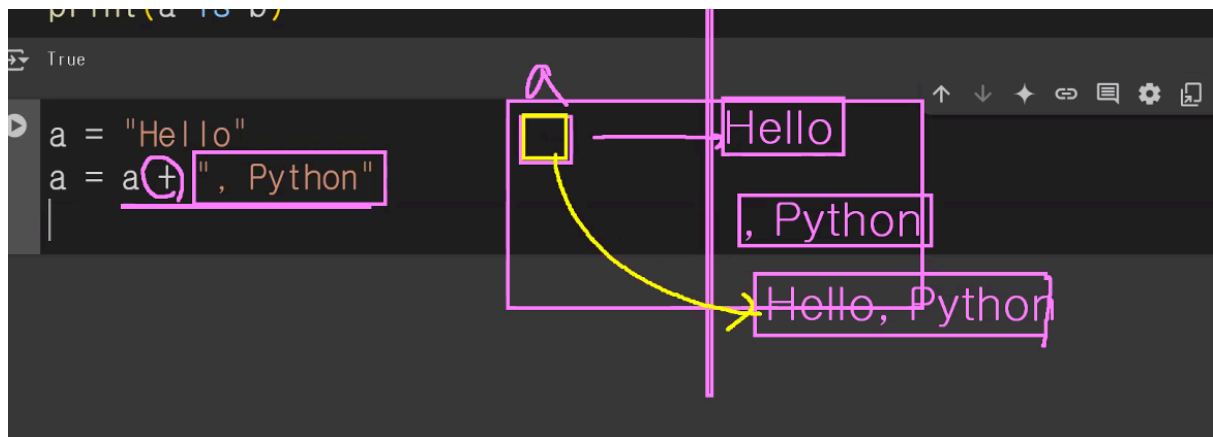 print(a is b)
True
a
a = "Hello"
Hello
a = a + ", Python"
, Python
Hello, Python